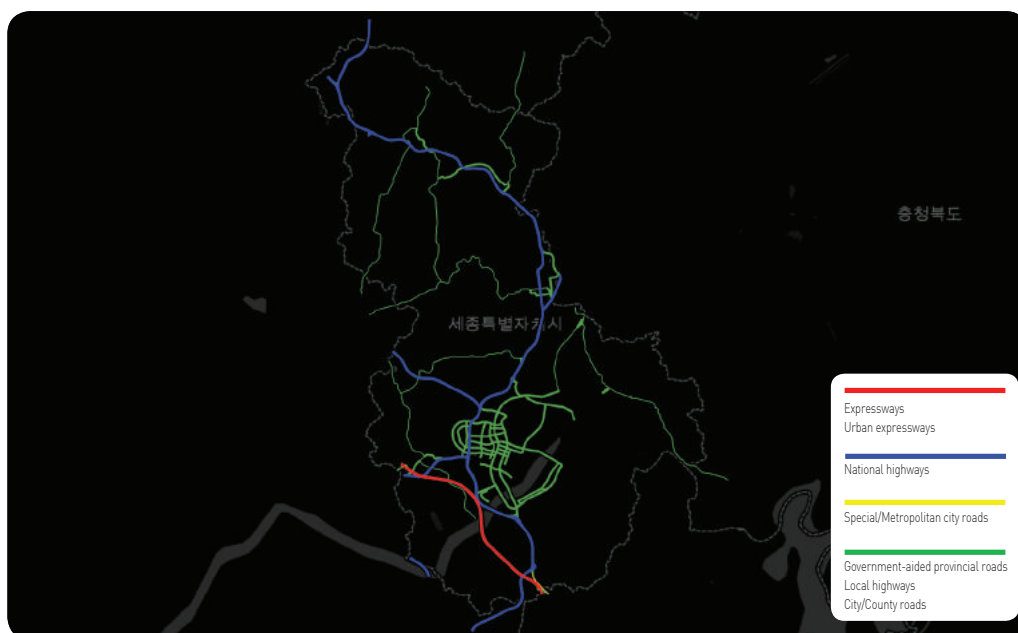 충청북도
세종특별자치시
Expressways
Urban expressways
National highways
Special/Metropolitan city roads
Government-aided provincial roads
Local highways
City/County roads